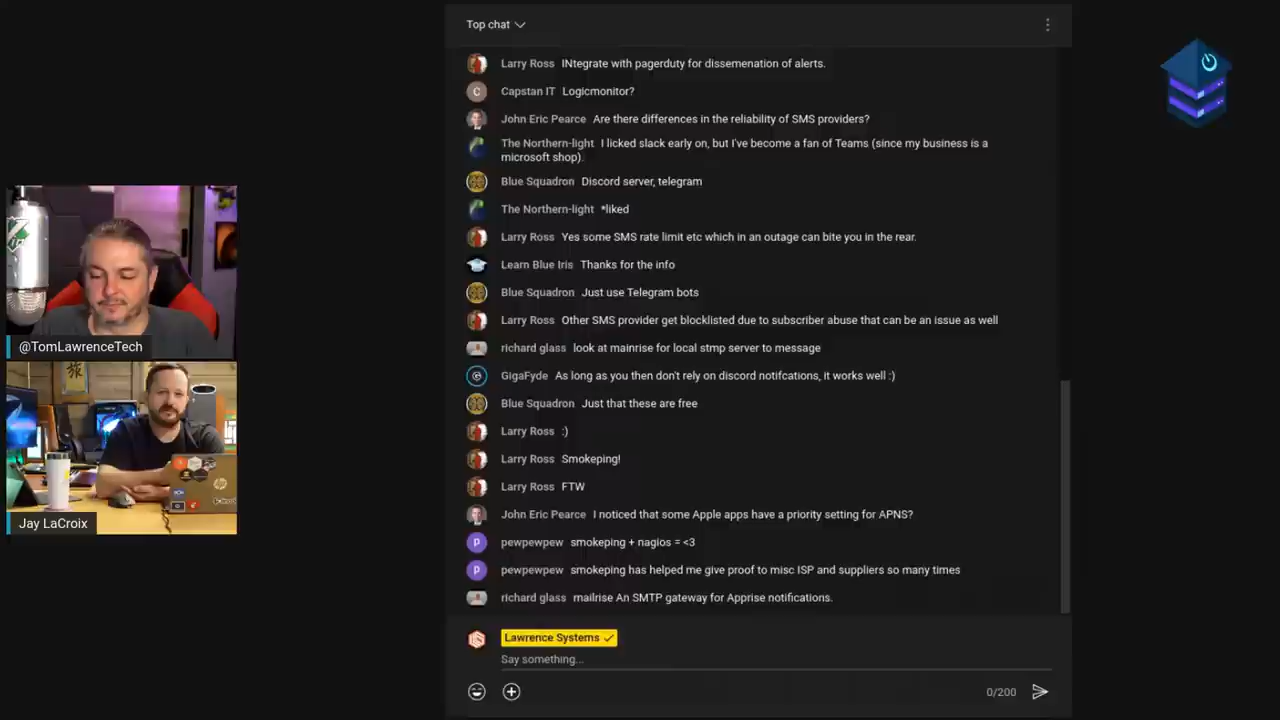 Top chat
Larry Ross INtegrate with pagerduty for dissemenation of alerts.
Capstan IT Logicmonitor?
John Eric Pearce Are there differences in the reliability of SMS providers?
The Northern-light I licked slack early on, but I've become a fan of Teams (since my business is a
microsoft shop).
Blue Squadron Discord server, telegram
The Northern-light *liked
Larry Ross Yes some SMS rate limit etc which in an outage can bite you in the rear.
Learn Blue Iris Thanks for the info
Blue Squadron Just use Telegram bots
Larry Ross Other SMS provider get blocklisted due to subscriber abuse that can be an issue as well
richard glass look at mainrise for local stmp server to message
GigaFyde As long as you then don't rely on discord notifcations, it works well :)
Blue Squadron Just that these are free
Larry Ross :)
Larry Ross Smokeping!
Larry Ross FTW
John Eric Pearce I noticed that some Apple apps have a priority setting for APNS?
pewpewpew smokeping + nagios = <3
pewpewpew smokeping has helped me give proof to misc ISP and suppliers so many times
richard glass mailrise An SMTP gateway for Apprise notifications.
Lawrence Systems
Say something...
0/200
@TomLawrenceTech
Jay LaCroix
C
G
p
p
hp